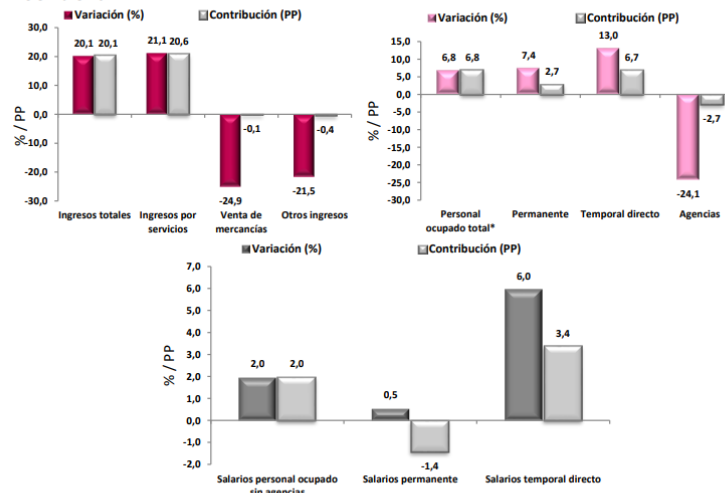 Variación (%) Contribución (PP)
% / PP
30,0
20,0
10,0
0,0
-10,0
-20,0
-30,0
20,1 20,1 21,1 20,6
-0,1 -0,4
-24,9 -21,5
Ingresos totales Ingresos por servicios Venta de mercancías Otros ingresos
Variación (%) Contribución (PP)
% / PP
15,0
10,0
5,0
0,0
-5,0
-10,0
-15,0
-20,0
-25,0
-30,0
6,8 6,8 7,4 2,7 13,0 6,7
-24,1 -2,7
Personal ocupado total* Permanente Temporal directo Agencias
Variación (%) Contribución (PP)
% / PP
7,0
6,0
5,0
4,0
3,0
2,0
1,0
0,0
-1,0
-2,0
2,0 2,0 0,5 -1,4 6,0 3,4
Salarios personal ocupado sin agencias Salarios permanente Salarios temporal directo